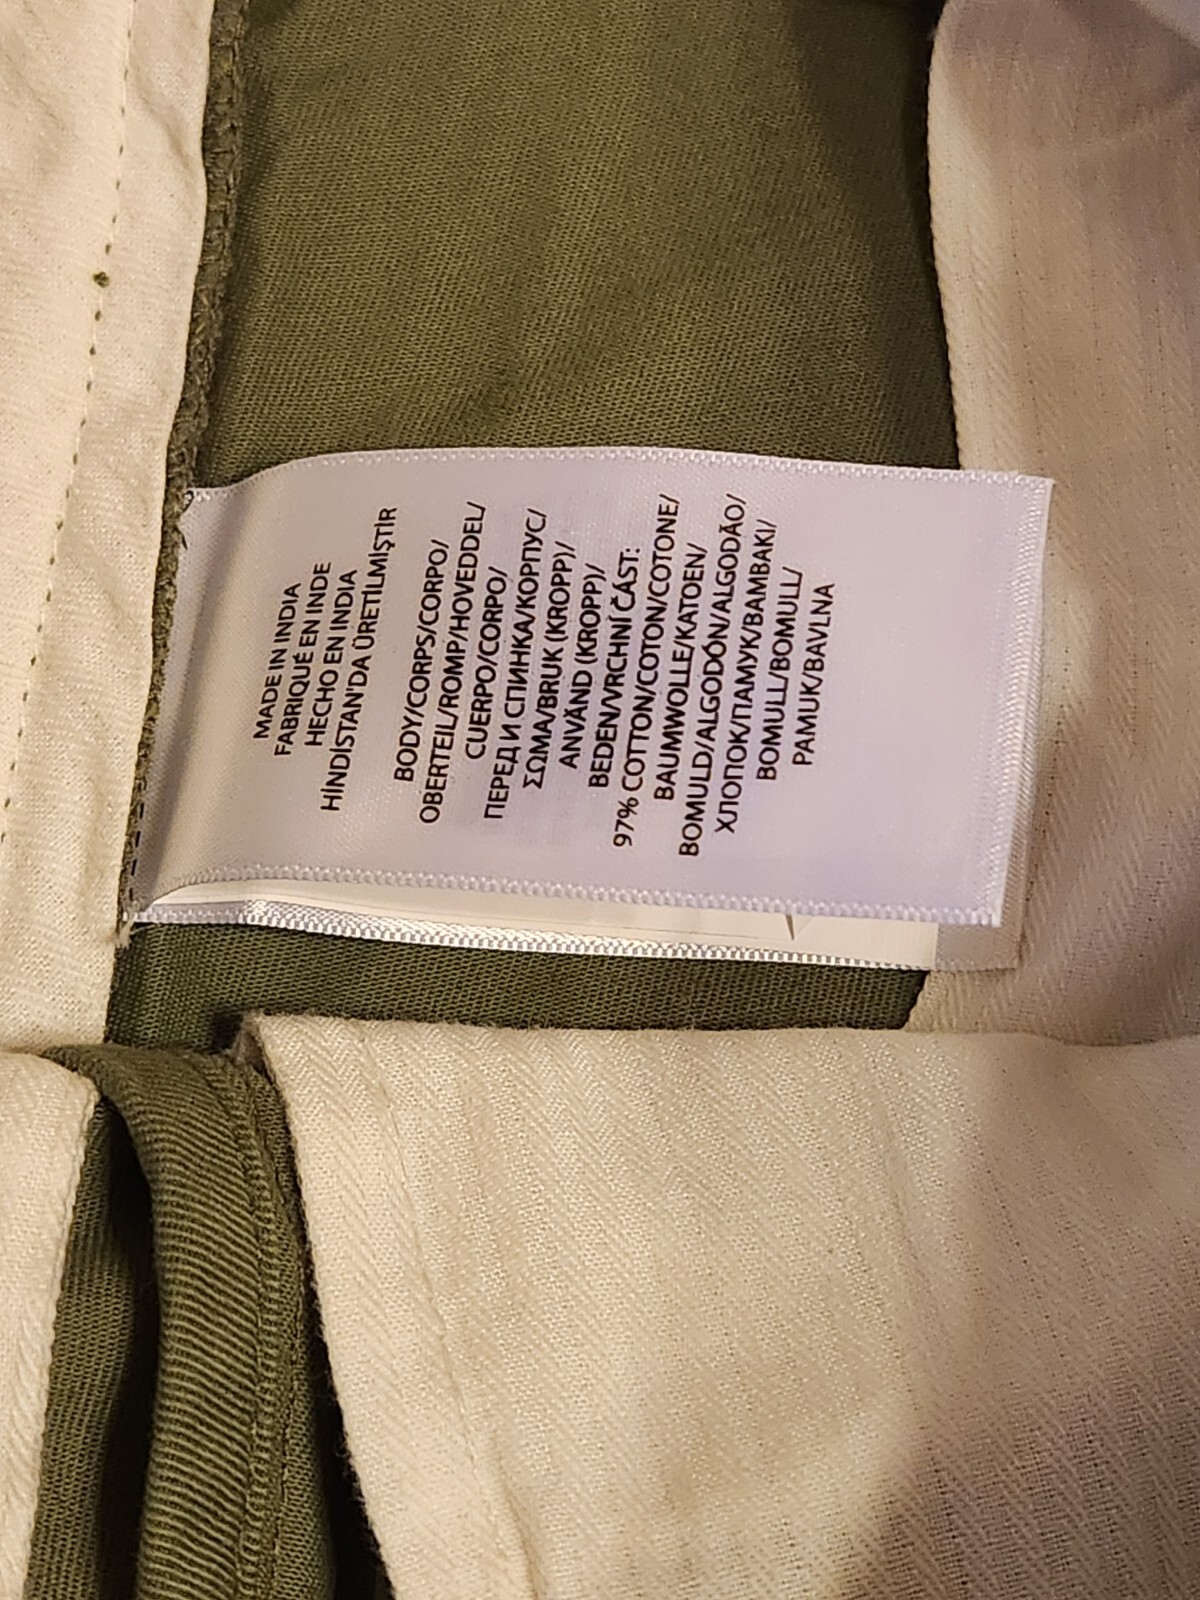 MADE IN INDIA
FABRIQUÉ EN INDE
HECHO EN INDIA
HİNDİSTAN'DA ÜRETİLMİŞTİR
BODY/CORPS/CORPO/
OBERTEIL/ROMP/HOVEDDEL/
CUERPO/CORPO/
ПЕРЕД И СПИНКА/КОРПУС/
ΣΩΜΑ/BRUK (KROPP)/
ANVÄND (KROPP)/
BEDEN/VRCHNÍ ČÁST:
97% COTTON/COTON/COTONE/
BAUMWOLLE/KATOEN/
BOMULD/ALGODÓN/ALGODÃO/
ХЛОПОК/ΠΑΜΥΚ/BAMBAKI/
BOMULL/BOMULL/
PAMUK/BAVLNA